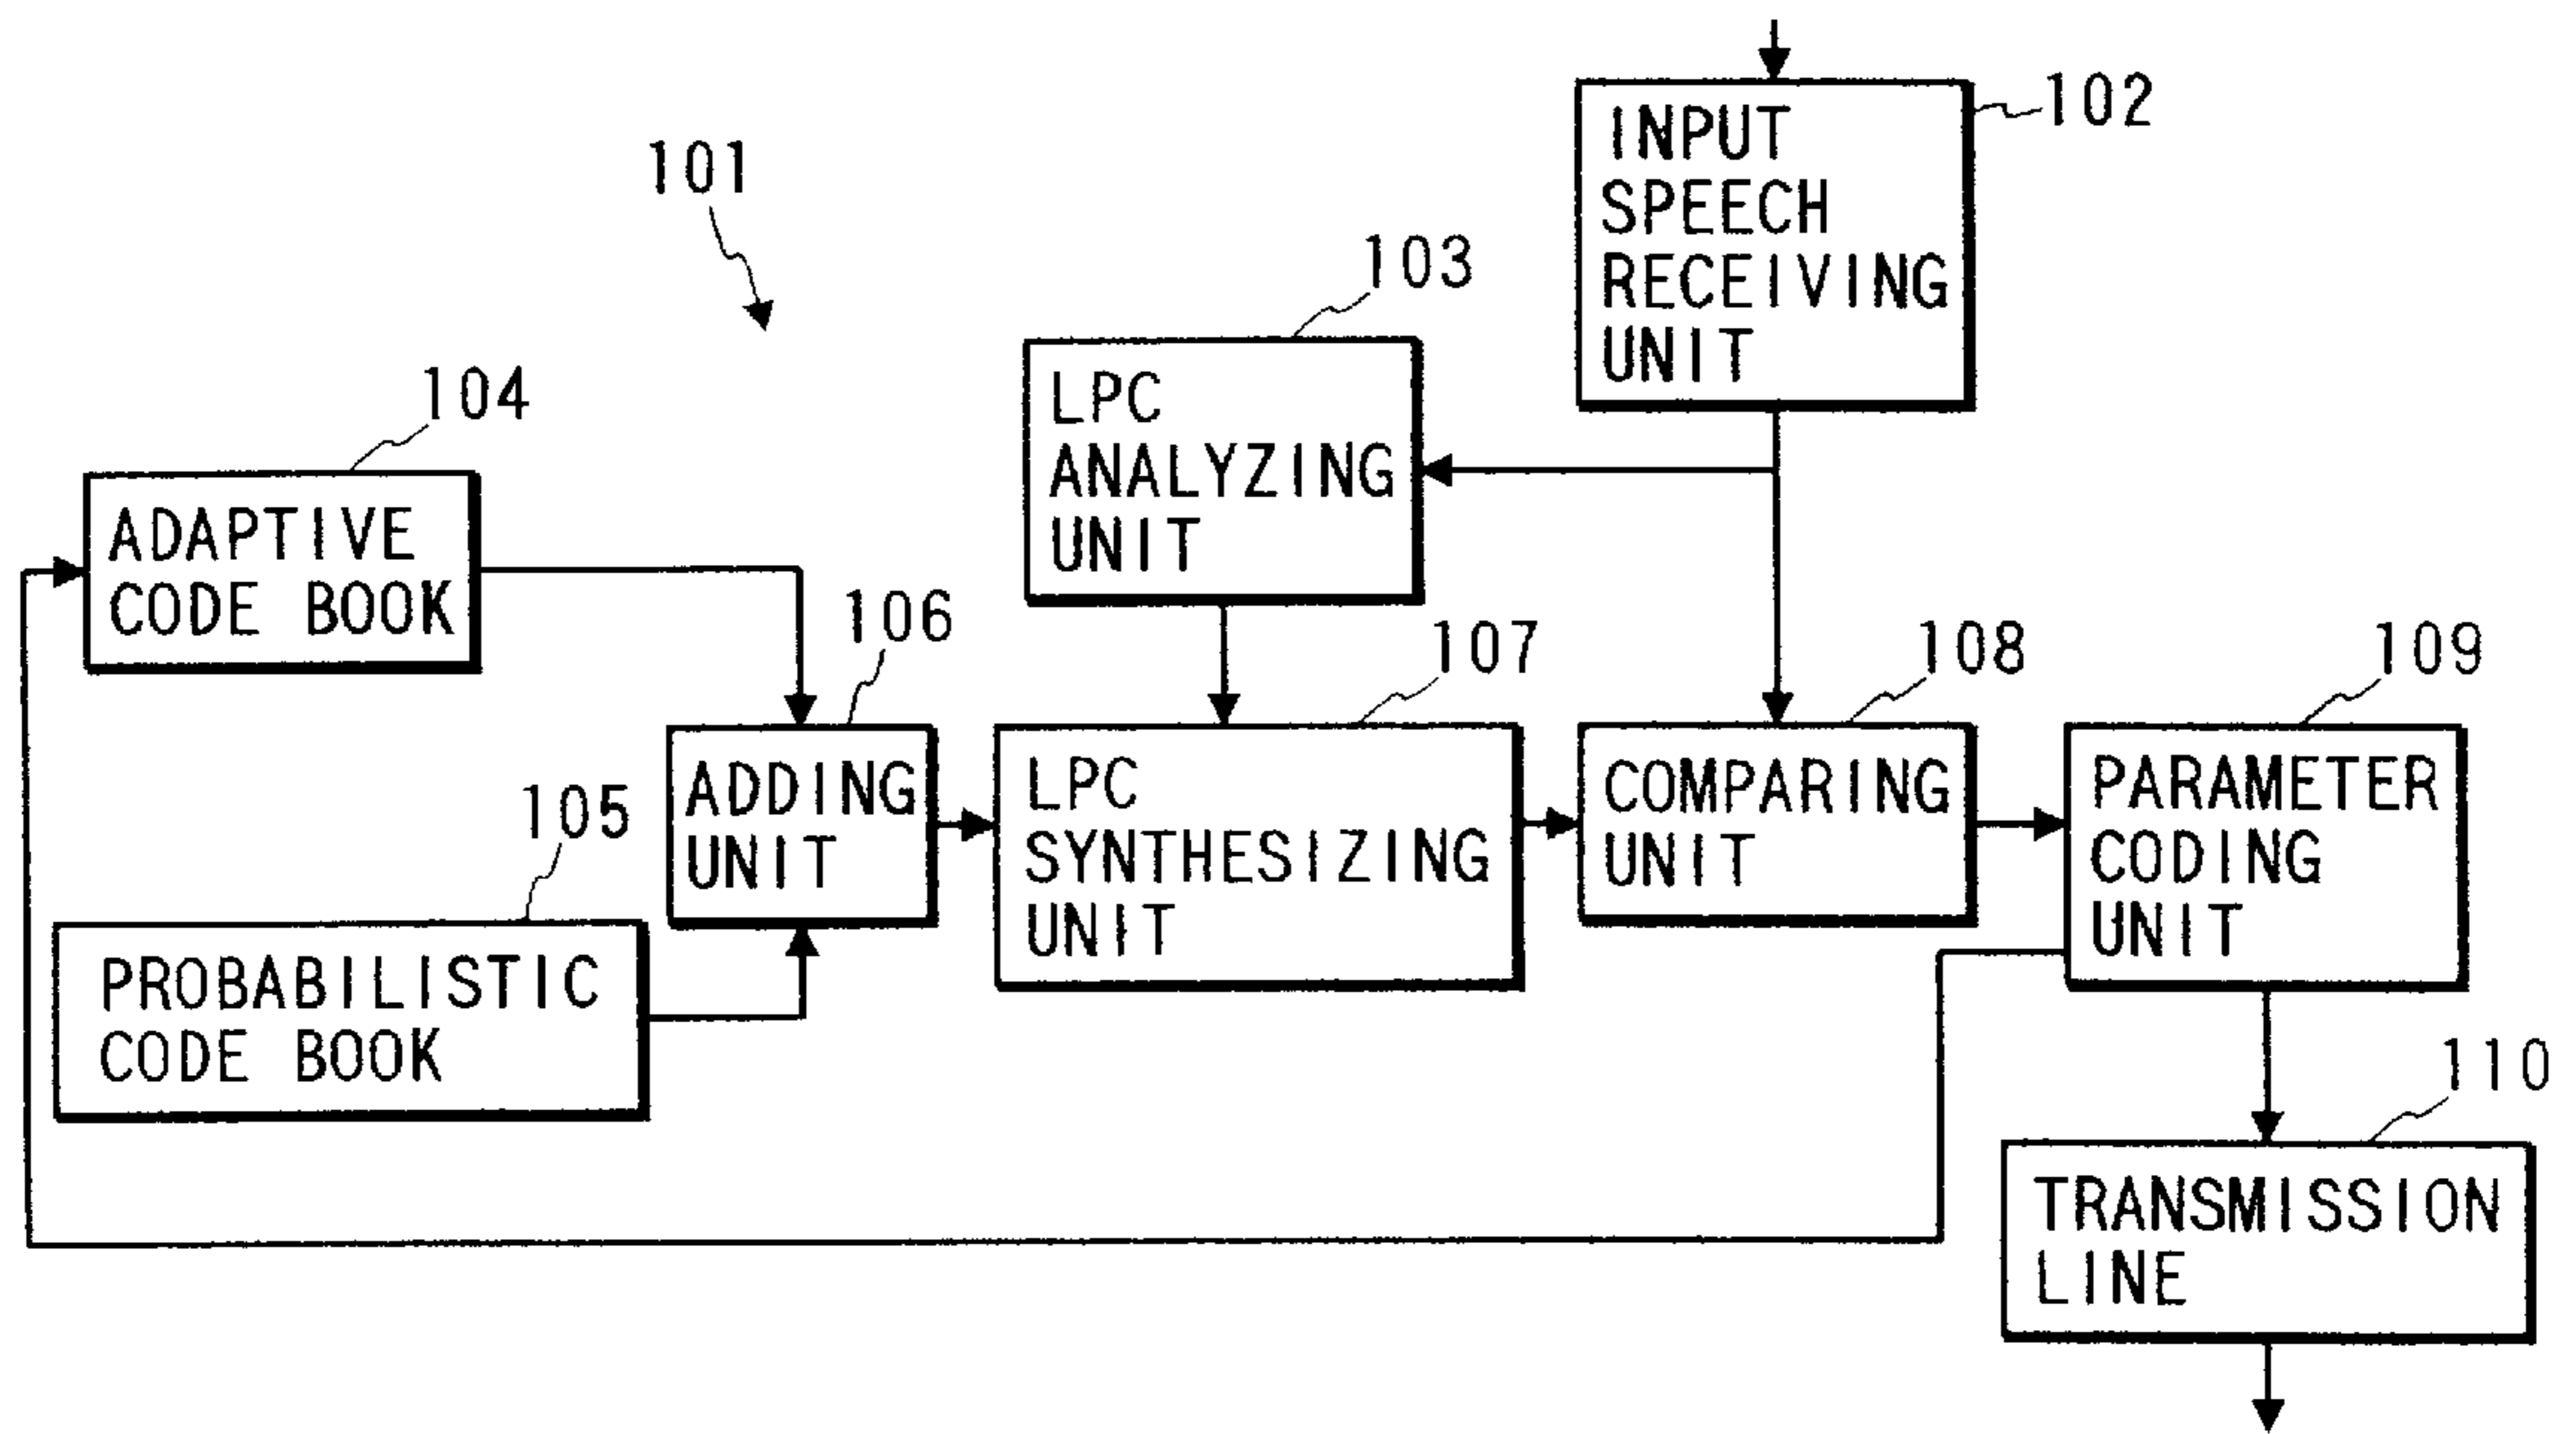 102
INPUT
SPEECH
RECEIVING
UNIT
101
103
LPC
ANALYZING
UNIT
104
ADAPTIVE
CODE BOOK
106
ADDING
UNIT
107
LPC
SYNTHESIZING
UNIT
108
COMPARING
UNIT
109
PARAMETER
CODING
UNIT
105
PROBABILISTIC
CODE BOOK
110
TRANSMISSION
LINE